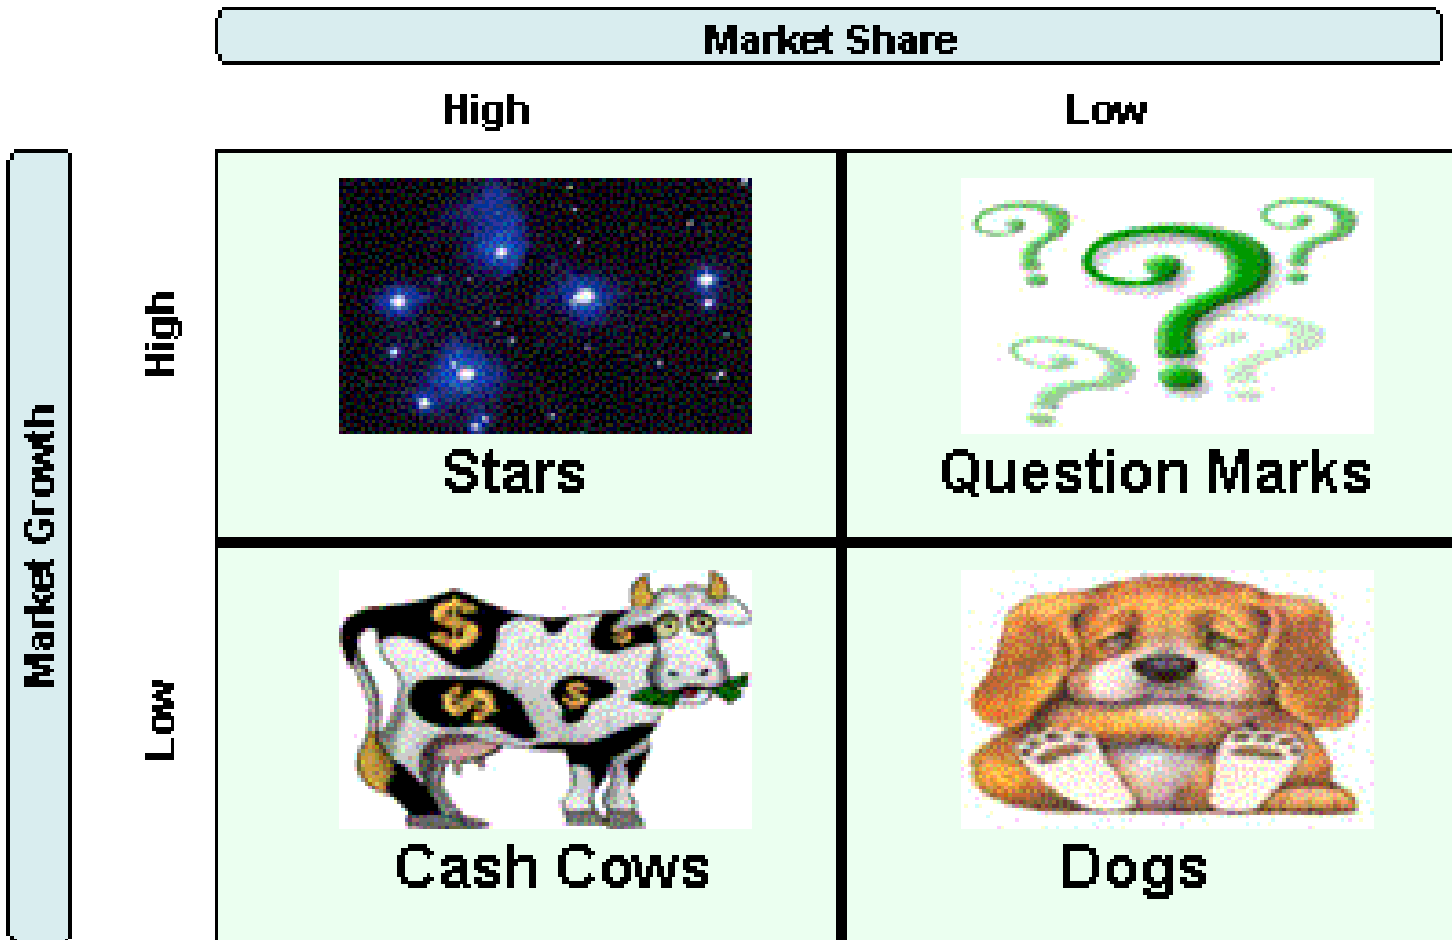 Market Share
High
Low
Market Growth
High
Stars
Question Marks
Low
Cash Cows
Dogs